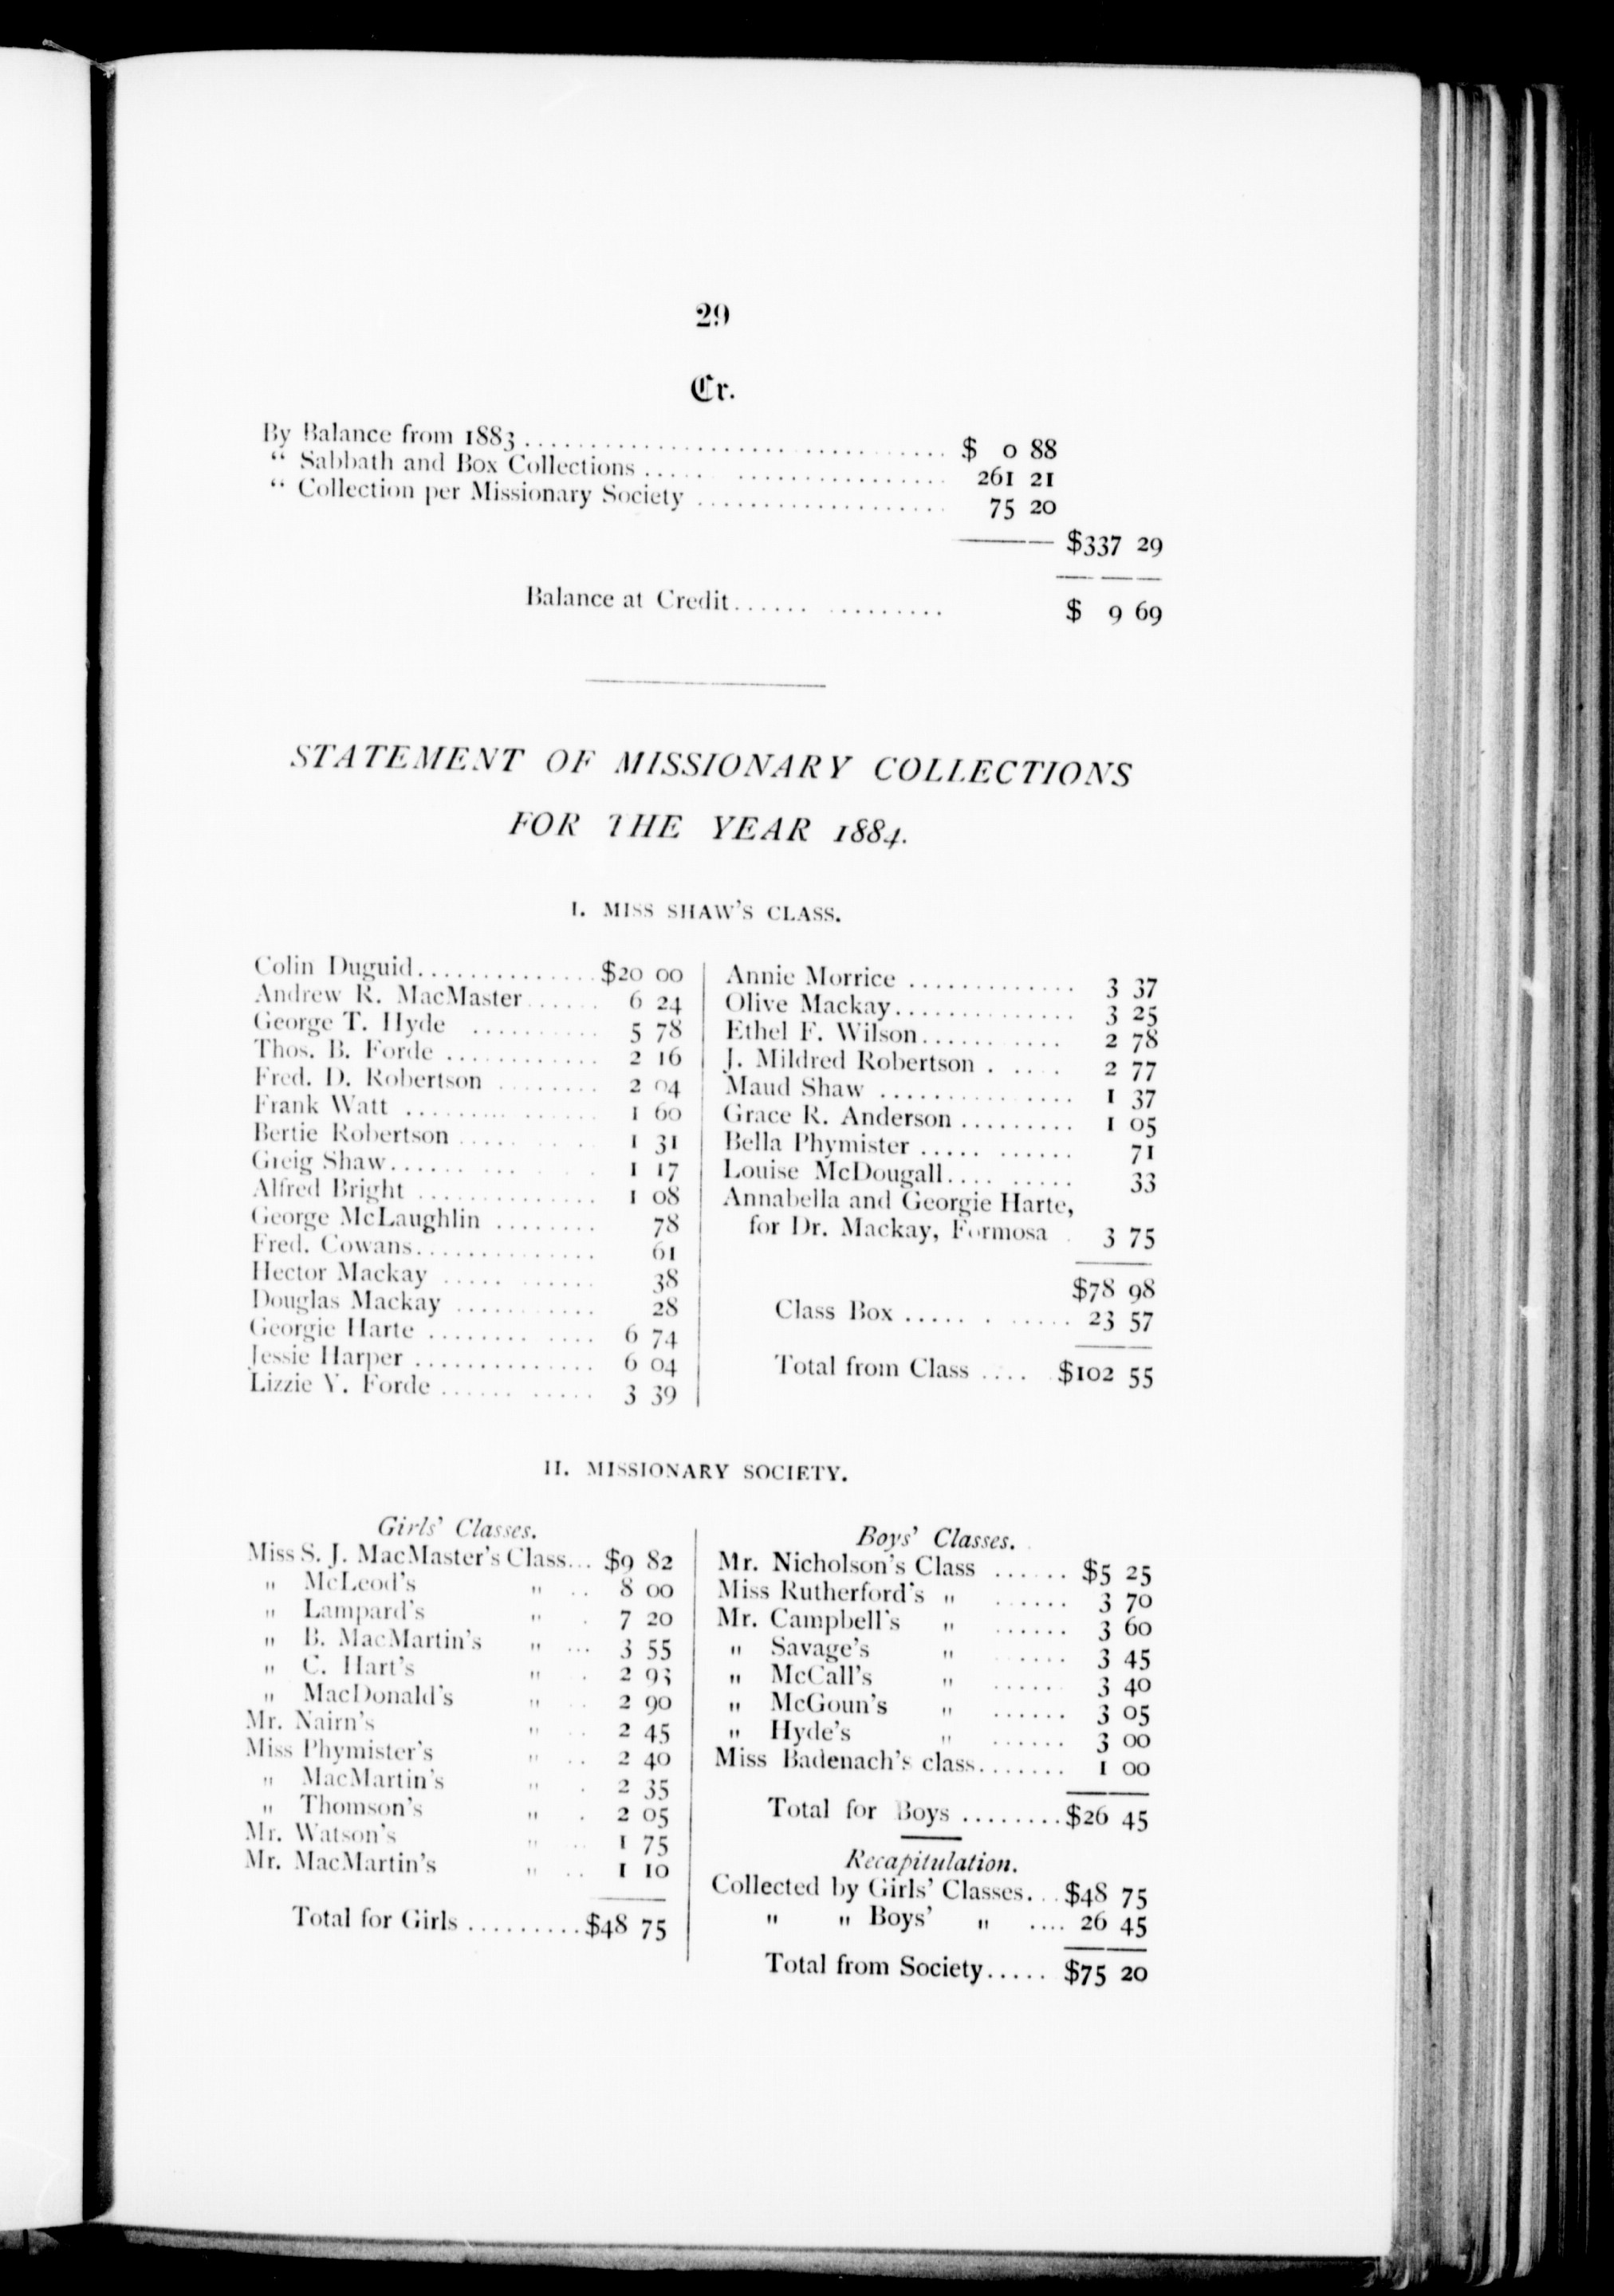 29
Cr.
By Balance from 1883 ........ $ 0 88
“ Sabbath and Box Collections ........ 261 21
“ Collection per Missionary Society ........ 75 20
$337 29
Balance at Credit........ $ 9 69
STATEMENT OF MISSIONARY COLLECTIONS
FOR THE YEAR 1884.
I. MISS SHAW'S CLASS.
Colin Duguid........ $20 00
Andrew R. MacMaster ........ 6 24
George T. Hyde ........ 5 78
Thos. B. Forde ........ 2 16
Fred. D. Robertson ........ 2 04
Frank Watt ........ 1 60
Bertie Robertson ........ 1 31
Greig Shaw........ 1 17
Alfred Bright ........ 1 08
George McLaughlin ........ 78
Fred. Cowans........ 61
Hector Mackay ........ 38
Douglas Mackay ........ 28
Georgie Harte ........ 6 74
Jessie Harper ........ 6 04
Lizzie Y. Forde ........ 3 39
Annie Morrice ........ 3 37
Olive Mackay........ 3 25
Ethel F. Wilson........ 2 78
J. Mildred Robertson ........ 2 77
Maud Shaw ........ 1 37
Grace R. Anderson ........ 1 05
Bella Phymister ........ 71
Louise McDougall........ 33
Annabella and Georgie Harte,
for Dr. Mackay, Formosa . 3 75
$78 98
Class Box ........ 23 57
Total from Class .... $102 55
II. MISSIONARY SOCIETY.
Girls' Classes.
Miss S. J. MacMaster's Class... $9 82
" McLeod's " .. 8 00
" Lampard's " . 7 20
" B. MacMartin's " ... 3 55
" C. Hart's " . 2 93
" MacDonald's " .. 2 90
Mr. Nairn's " .. 2 45
Miss Phymister's " .. 2 40
" MacMartin's " . 2 35
" Thomson's " . 2 05
Mr. Watson's " .. 1 75
Mr. MacMartin's " .. 1 10
Total for Girls ......... $48 75
Boys' Classes.
Mr. Nicholson's Class ...... $5 25
Miss Rutherford's " ...... 3 70
Mr. Campbell's " ...... 3 60
" Savage's " ...... 3 45
" McCall's " ...... 3 40
" McGoun's " ...... 3 05
" Hyde's " ...... 3 00
Miss Badenach's class....... 1 00
Total for Boys ........ $26 45
Recapitulation.
Collected by Girls' Classes... $48 75
" " Boys' " .... 26 45
Total from Society..... $75 20